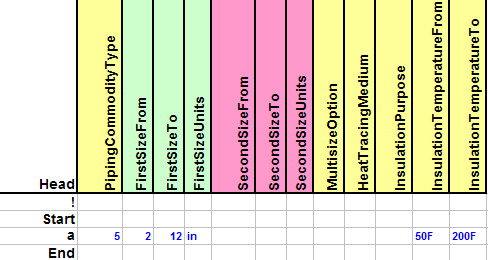 Head PipingCommodityType FirstSizeFrom FirstSizeTo FirstSizeUnits SecondSizeFrom SecondSizeTo SecondSizeUnits MultisizeOption HeatTracingMedium InsulationPurpose InsulationTemperatureFrom InsulationTemperatureTo
!
Start
a 5 2 12 in 50F 200F
End